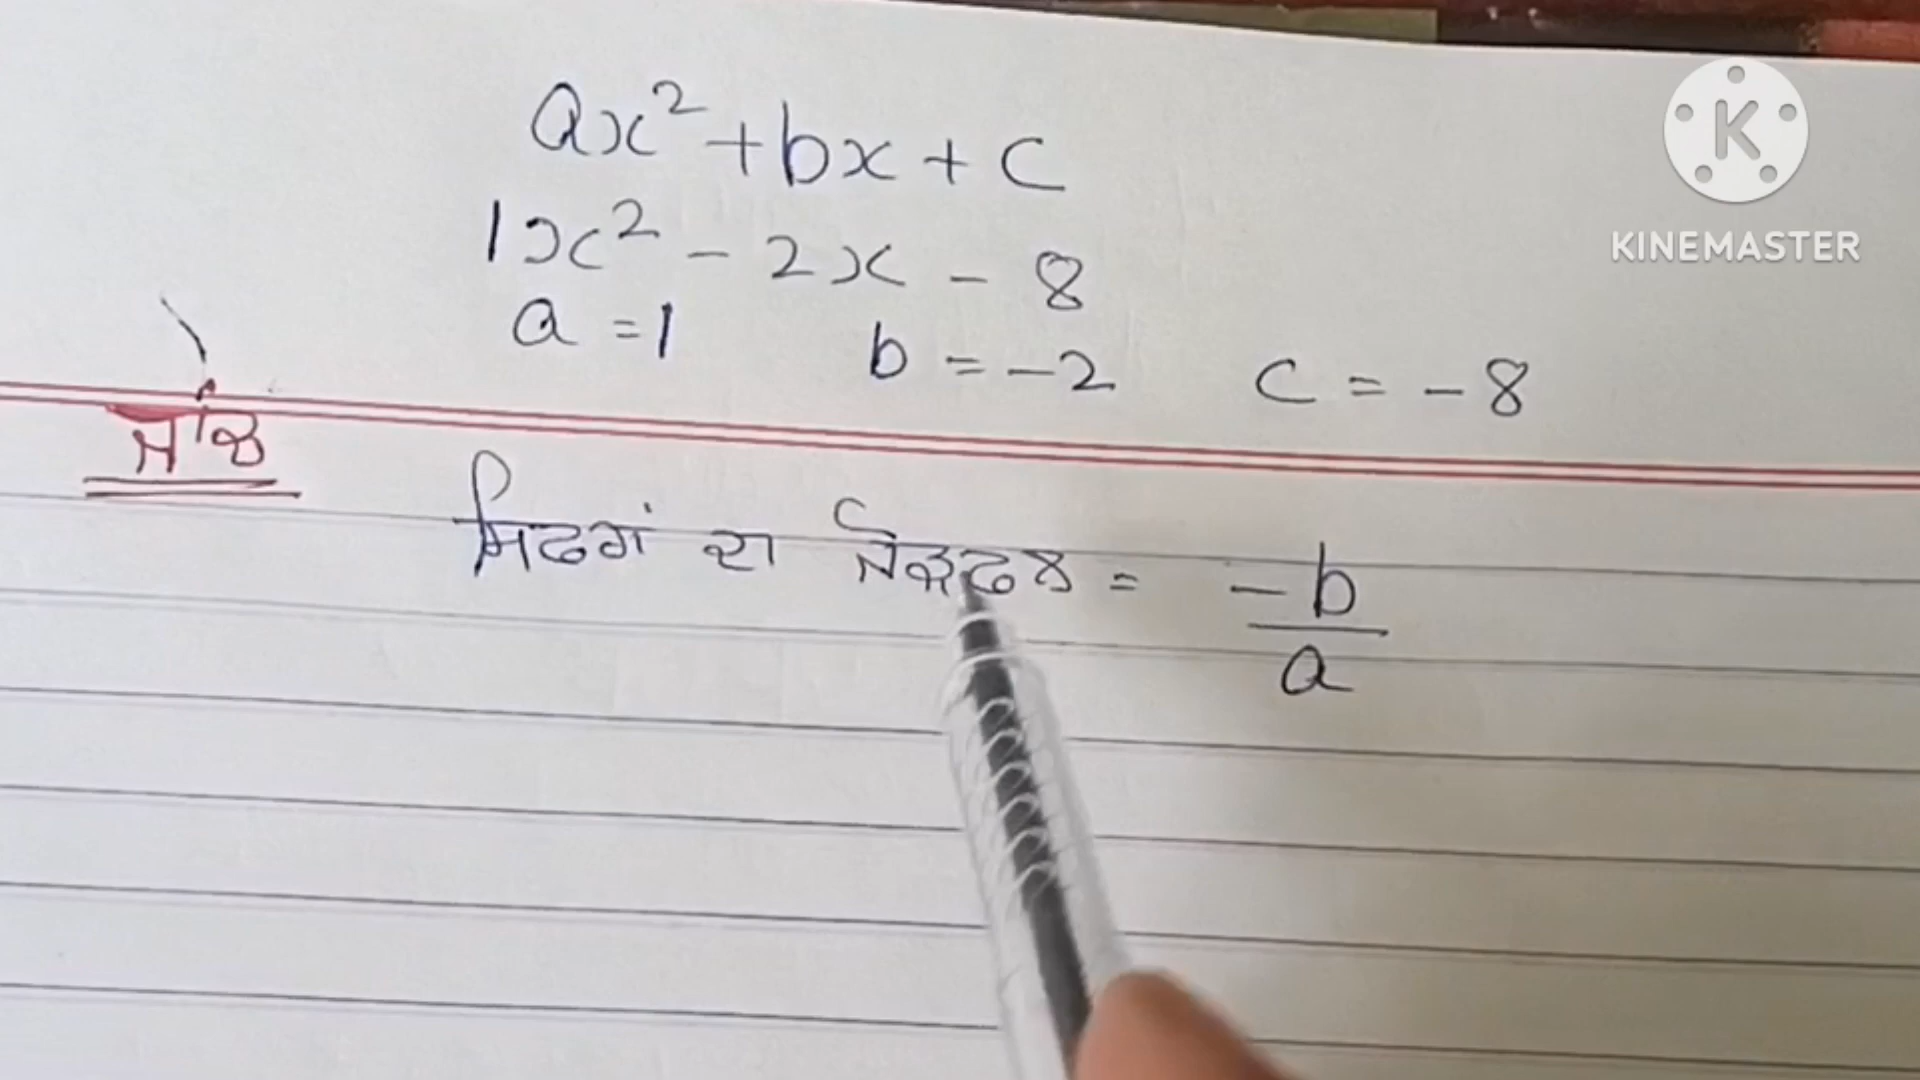 ax² + bx + c
1x² - 2x - 8
a = 1 b = -2 c = -8
ਜਾਂਚ
ਸਿਫਰਾਂ ਦਾ ਜੋੜਫਲ = -b/a
K
KINEMASTER